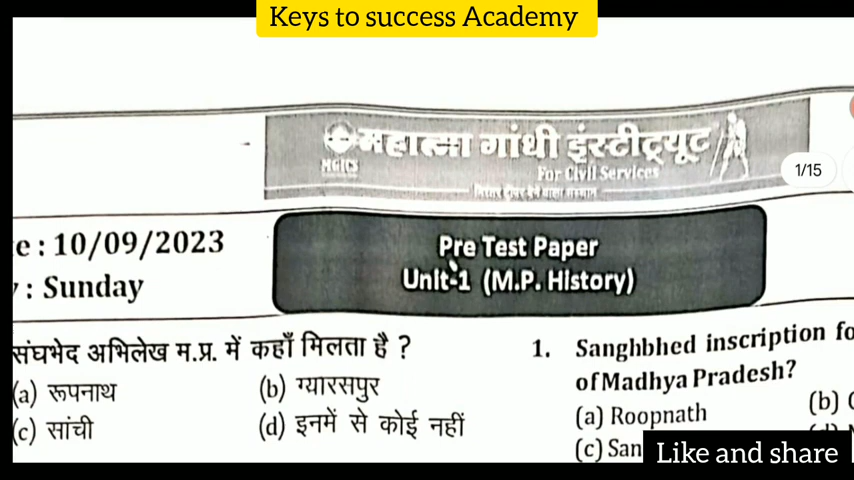 Keys to success Academy
महात्मा गांधी इंस्टीट्यूट
MGICS
For Civil Services
1/15
e : 10/09/2023
Pre Test Paper
: Sunday
Unit-1 (M.P. History)
संघभेद अभिलेख म.प्र. में कहाँ मिलता है ?
(a) रूपनाथ (b) ग्यारसपुर
(c) सांची (d) इनमें से कोई नहीं
1. Sanghbhed inscription fo
of Madhya Pradesh?
(a) Roopnath (b)
(c) San
Like and share